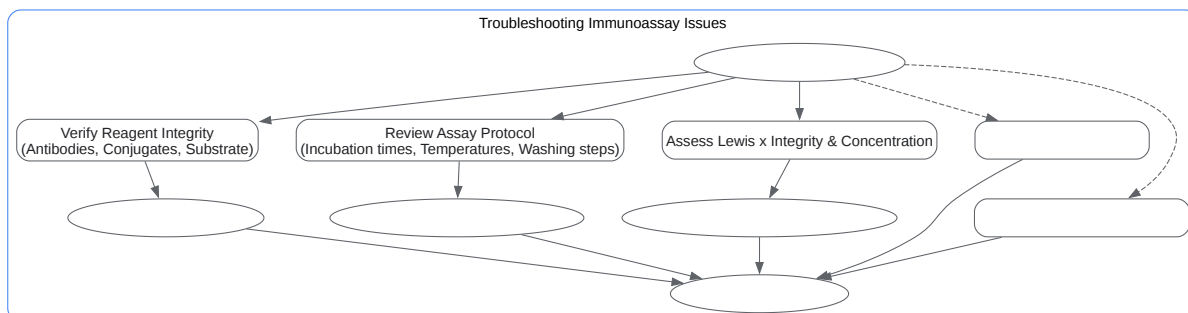 Troubleshooting Immunoassay Issues
Verify Reagent Integrity
(Antibodies, Conjugates, Substrate)
Review Assay Protocol
(Incubation times, Temperatures, Washing steps)
Assess Lewis x Integrity & Concentration